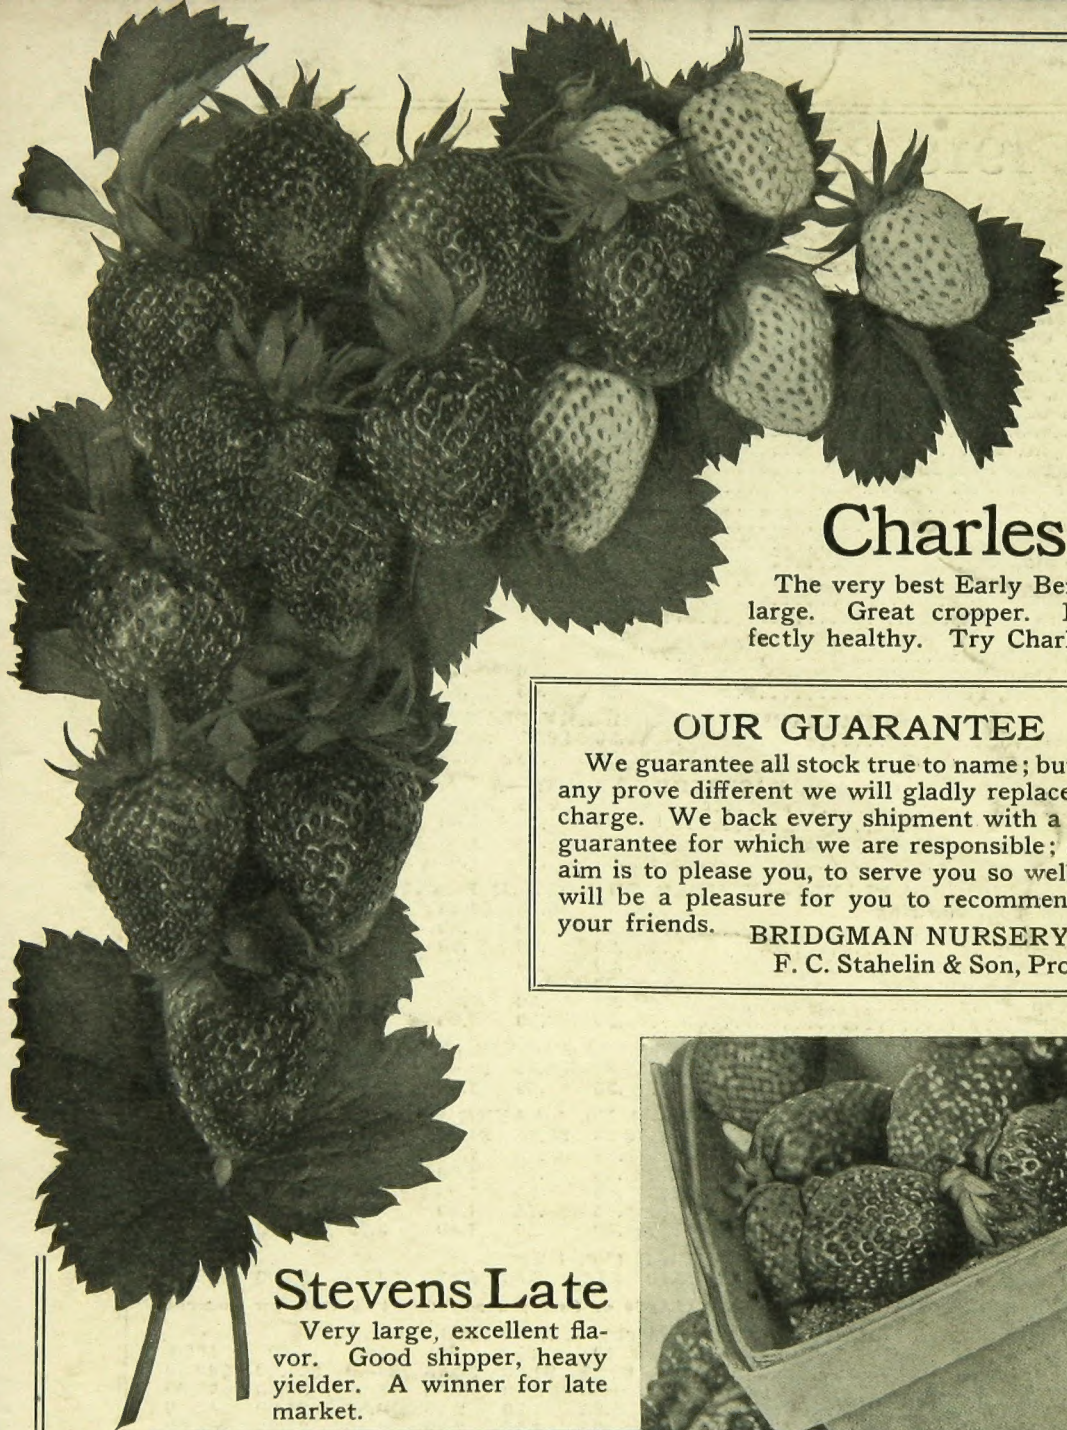 Charles
The very best Early Be
large. Great cropper.
fectly healthy. Try Charl
OUR GUARANTEE
We guarantee all stock true to name; bu
any prove different we will gladly replace
charge. We back every shipment with a
guarantee for which we are responsible;
aim is to please you, to serve you so wel
will be a pleasure for you to recommen
your friends.
BRIDGMAN NURSERY
F. C. Stahelin & Son, Pro
Stevens Late
Very large, excellent fla-
vor. Good shipper, heavy
yielder. A winner for late
market.